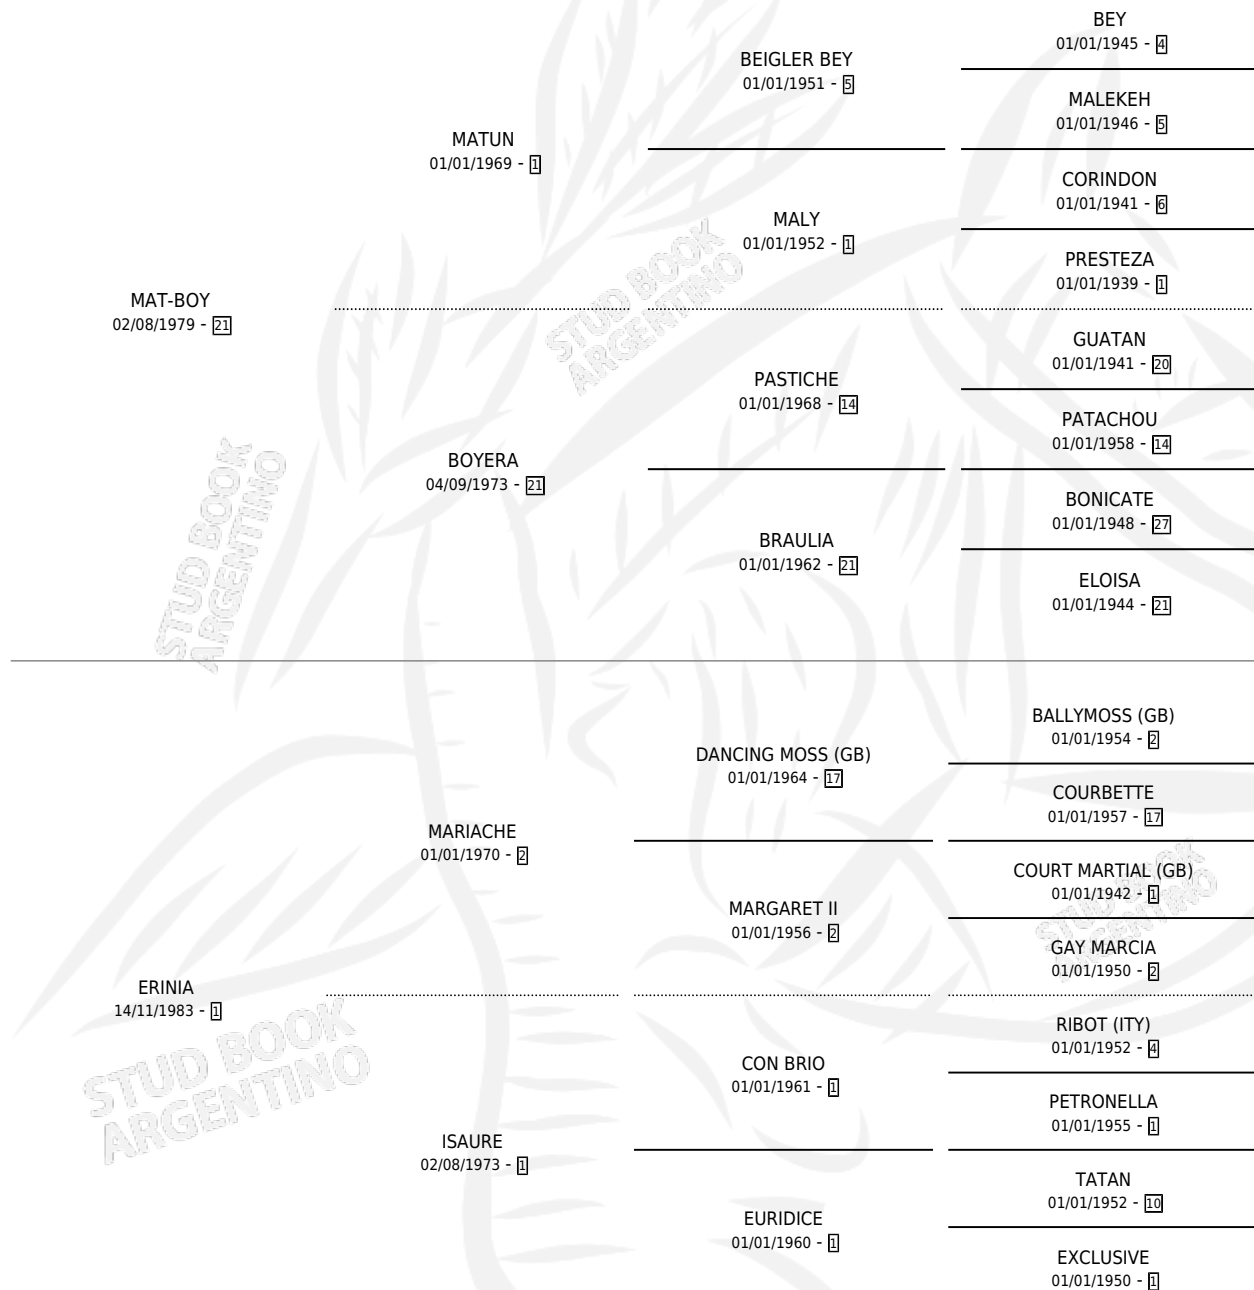 BEY
01/01/1945 - 4
BEIGLER BEY
01/01/1951 - 5
MALEKEH
01/01/1946 - 5
MATUN
01/01/1969 - 1
CORINDON
01/01/1941 - 6
MALY
01/01/1952 - 1
PRESTEZA
01/01/1939 - 1
MAT-BOY
02/08/1979 - 21
GUATAN
01/01/1941 - 20
PASTICHE
01/01/1968 - 14
PATACHOU
01/01/1958 - 14
BOYERA
04/09/1973 - 21
BONICATE
01/01/1948 - 27
BRAULIA
01/01/1962 - 21
ELOISA
01/01/1944 - 21
BALLYMOSS (GB)
01/01/1954 - 2
DANCING MOSS (GB)
01/01/1964 - 17
COURBETTE
01/01/1957 - 17
MARIACHE
01/01/1970 - 2
COURT MARTIAL (GB)
01/01/1942 - 1
MARGARET II
01/01/1956 - 2
GAY MARCIA
01/01/1950 - 2
ERINIA
14/11/1983 - 1
RIBOT (ITY)
01/01/1952 - 4
CON BRIO
01/01/1961 - 1
PETRONELLA
01/01/1955 - 1
ISAURE
02/08/1973 - 1
TATAN
01/01/1952 - 10
EURIDICE
01/01/1960 - 1
EXCLUSIVE
01/01/1950 - 1
STUD BOOK
ARGENTINO
STUD BOOK
ARGENTINO
STUD BOOK
ARGENTINO
STUD BOOK
ARGENTINO